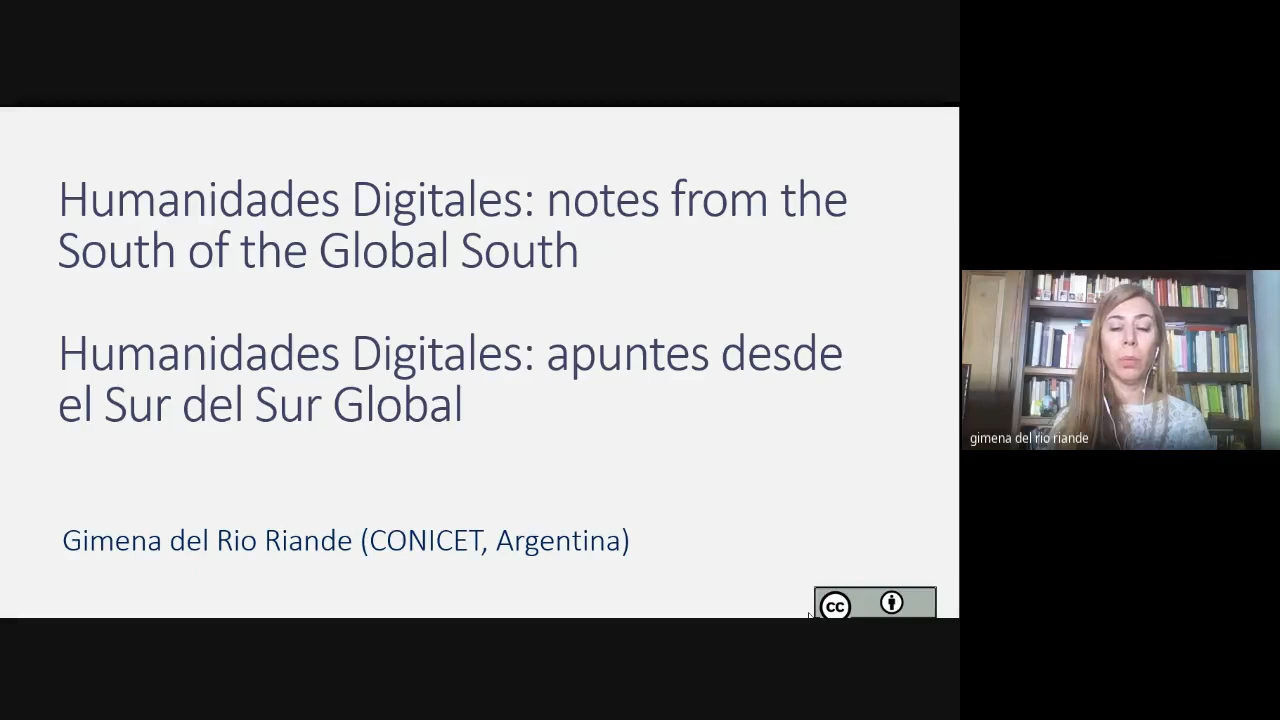 Humanidades Digitales: notes from the
South of the Global South
Humanidades Digitales: apuntes desde
el Sur del Sur Global
Gimena del Rio Riande (CONICET, Argentina)
cc
gimena del rio riande